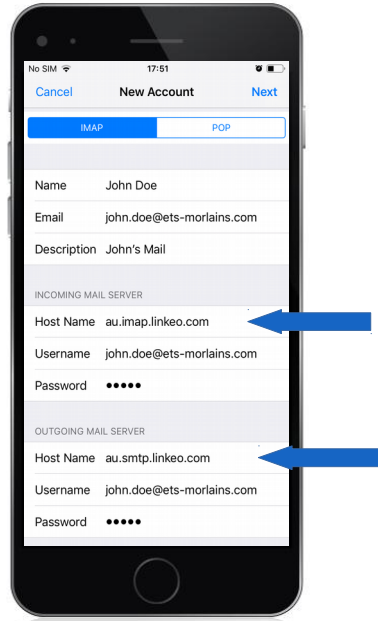 No SIM 17:51
Cancel New Account Next
IMAP POP
Name John Doe
Email john.doe@ets-morlains.com
Description John's Mail
INCOMING MAIL SERVER
Host Name au.imap.linkeo.com
Username john.doe@ets-morlains.com
Password ●●●●●
OUTGOING MAIL SERVER
Host Name au.smtp.linkeo.com
Username john.doe@ets-morlains.com
Password ●●●●●